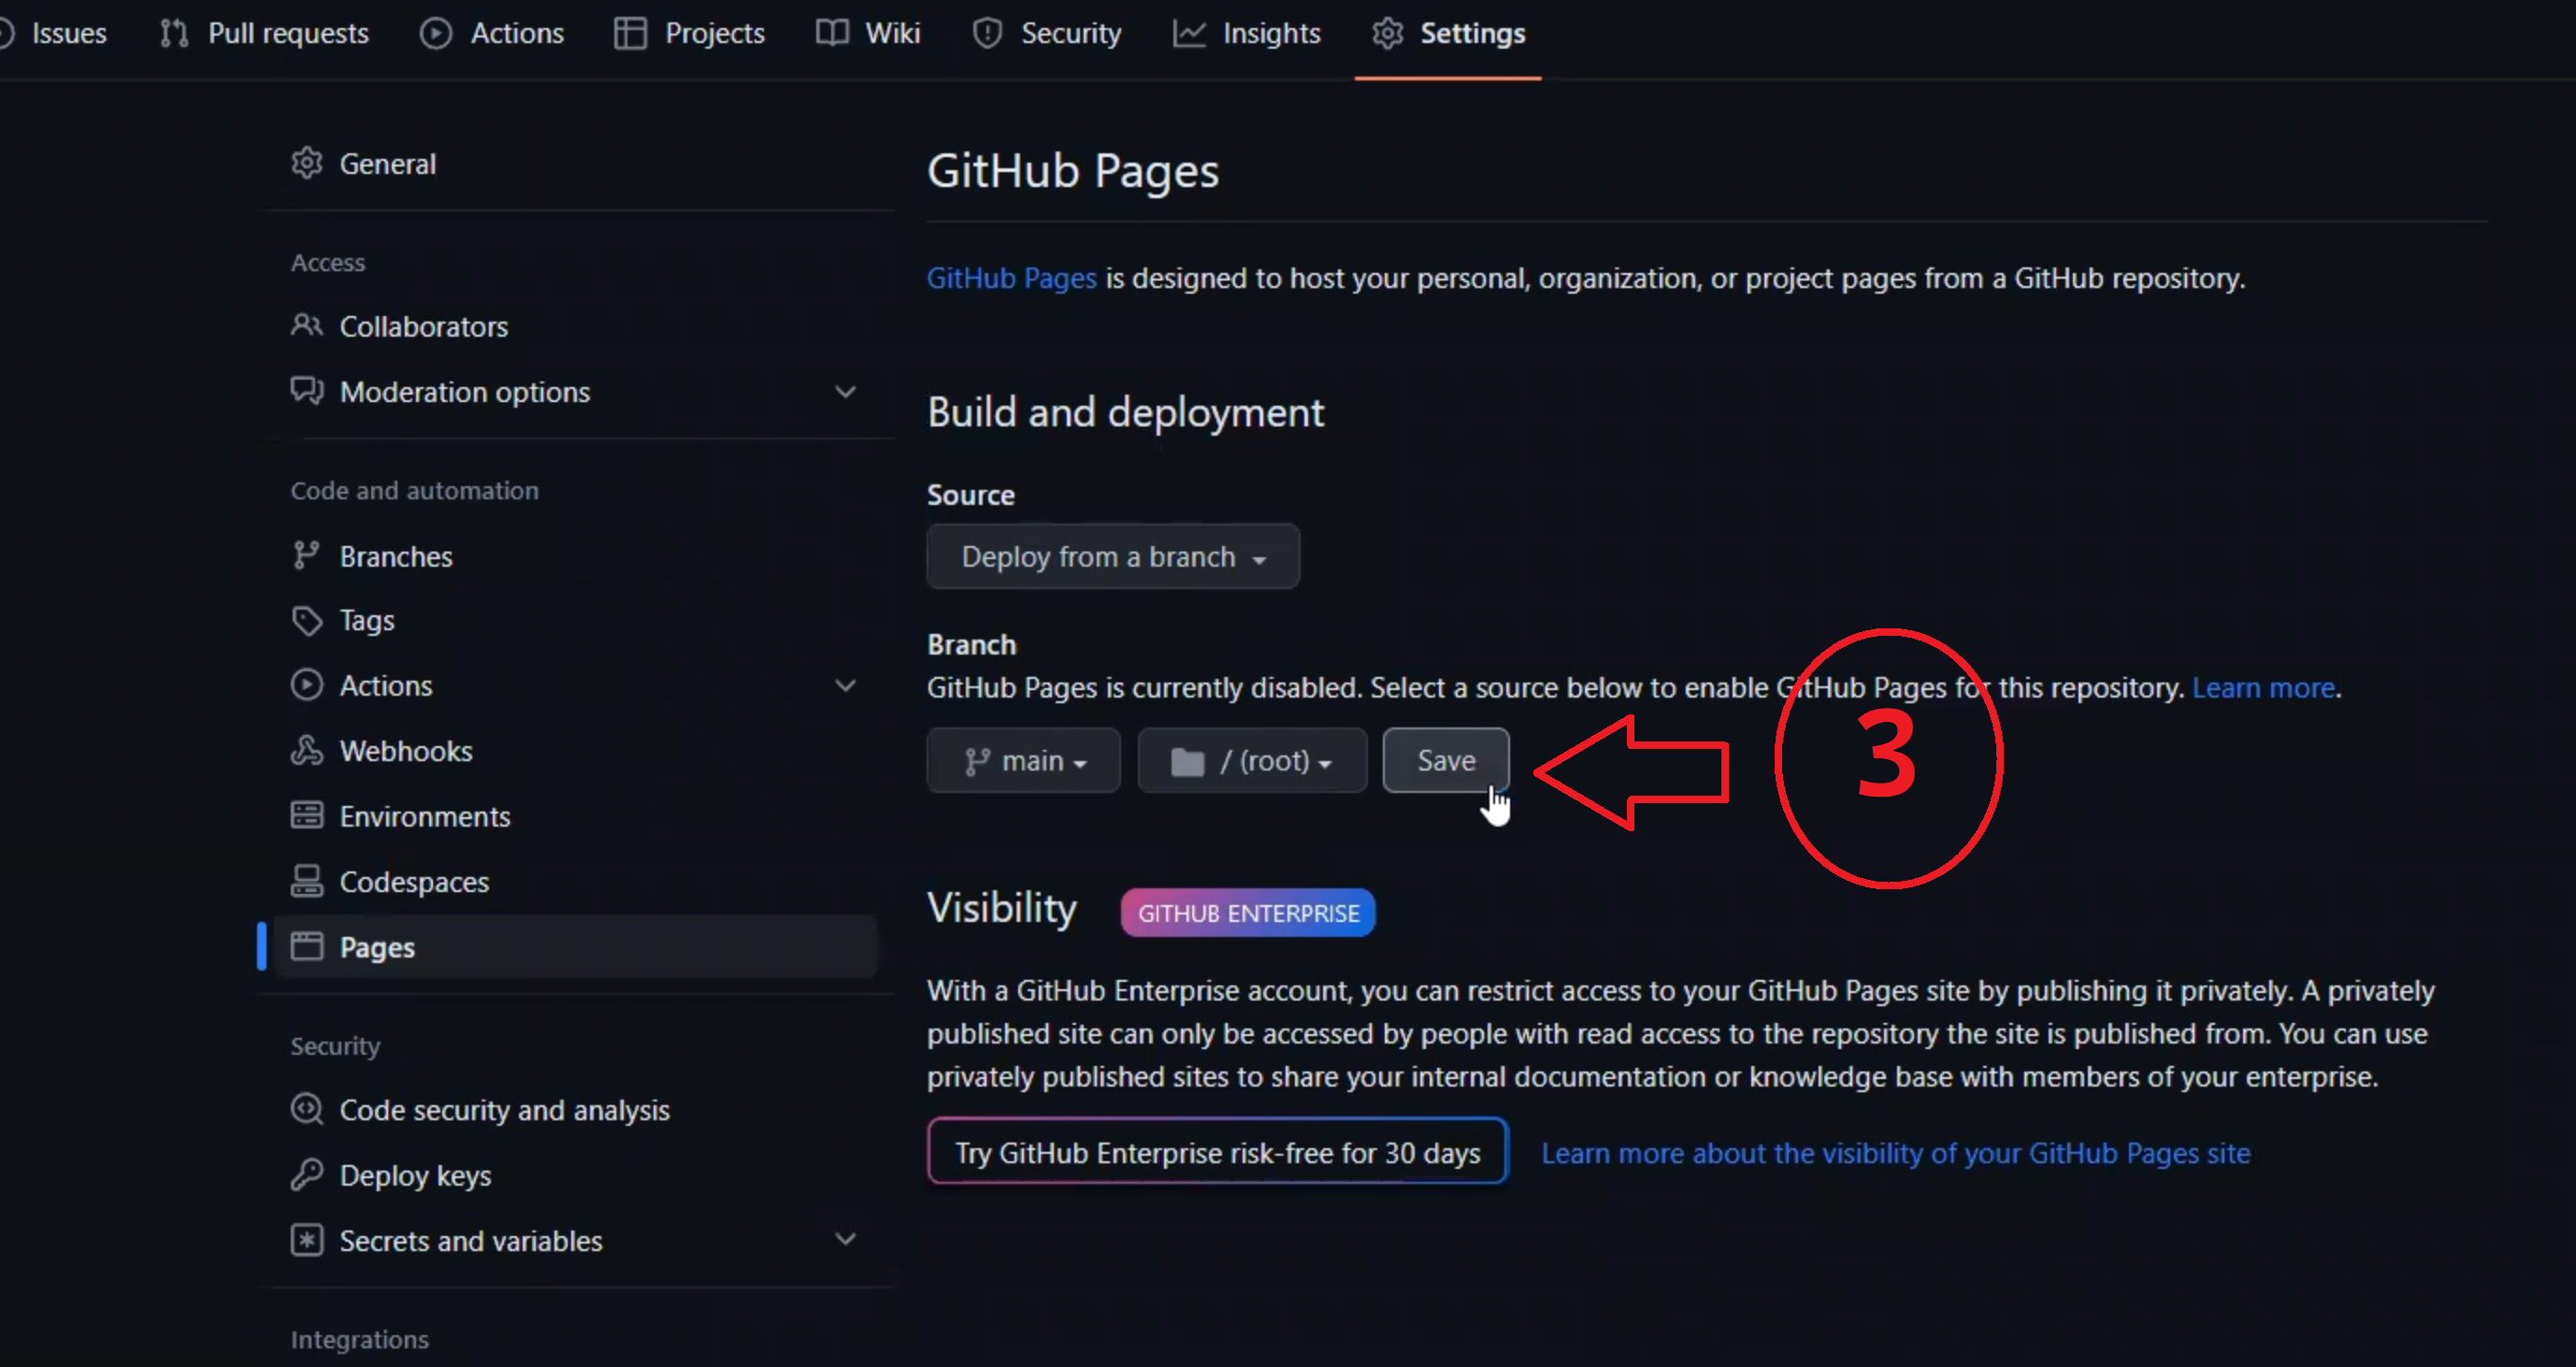 Issues Pull requests Actions Projects Wiki Security Insights Settings
General
Access
Collaborators
Moderation options
Code and automation
Branches
Tags
Actions
Webhooks
Environments
Codespaces
Pages
Security
Code security and analysis
Deploy keys
Secrets and variables
Integrations
GitHub Pages
GitHub Pages is designed to host your personal, organization, or project pages from a GitHub repository.
Build and deployment
Source
Deploy from a branch
Branch
GitHub Pages is currently disabled. Select a source below to enable GitHub Pages for this repository. Learn more.
main / (root) Save
3
Visibility GITHUB ENTERPRISE
With a GitHub Enterprise account, you can restrict access to your GitHub Pages site by publishing it privately. A privately
published site can only be accessed by people with read access to the repository the site is published from. You can use
privately published sites to share your internal documentation or knowledge base with members of your enterprise.
Try GitHub Enterprise risk-free for 30 days Learn more about the visibility of your GitHub Pages site